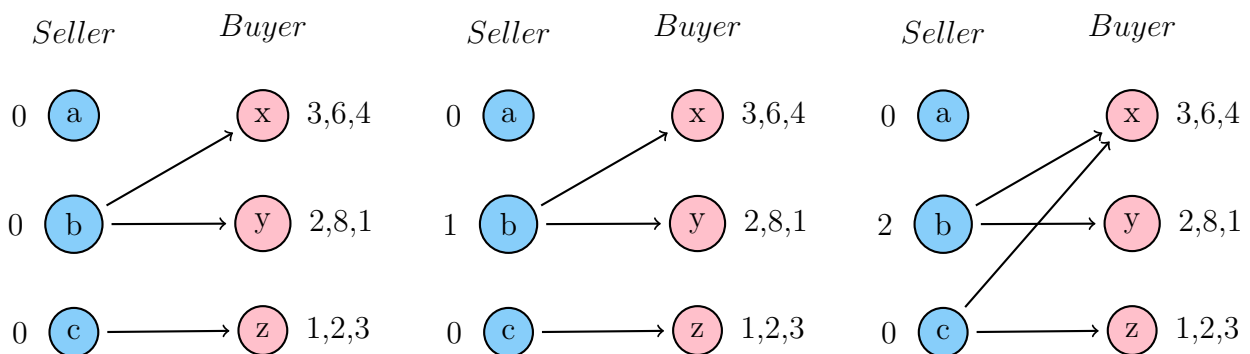 Seller Buyer Seller Buyer Seller Buyer
0 a x 3,6,4 0 a x 3,6,4 0 a x 3,6,4
0 b y 2,8,1 1 b y 2,8,1 2 b y 2,8,1
0 c z 1,2,3 0 c z 1,2,3 0 c z 1,2,3